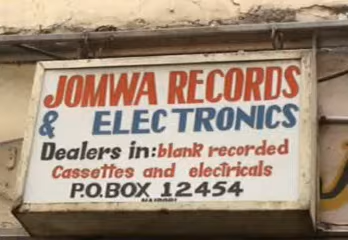 JOMWA RECORDS
& ELECTRONICS
Dealers in: blank recorded
Cassettes and electricals
P.O.BOX 12454